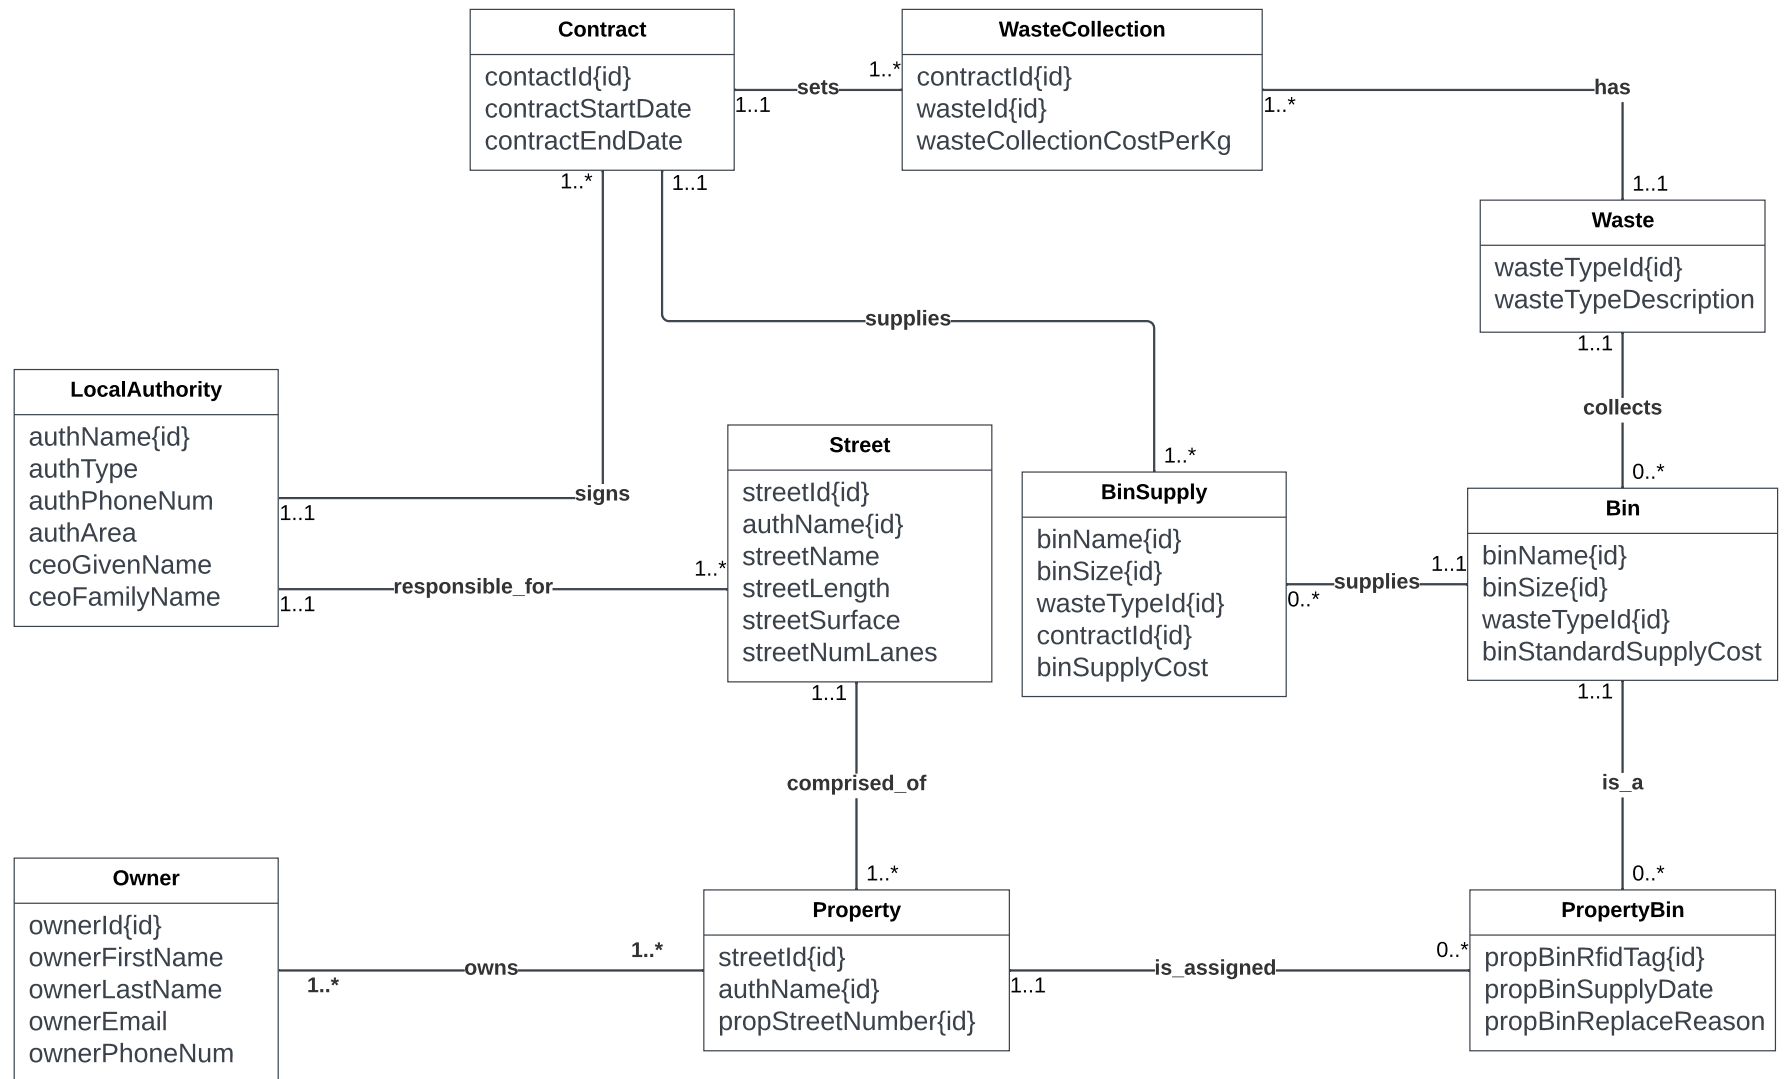 Contract
contactId{id}
contractStartDate
contractEndDate
1..1
sets
1..*
WasteCollection
contractId{id}
wasteId{id}
wasteCollectionCostPerKg
1..*
has
1..1
Waste
wasteTypeId{id}
wasteTypeDescription
1..*
1..1
supplies
1..*
1..1
collects
0..*
LocalAuthority
authName{id}
authType
authPhoneNum
authArea
ceoGivenName
ceoFamilyName
1..1
signs
1..1
responsible_for
1..*
Street
streetId{id}
authName{id}
streetName
streetLength
streetSurface
streetNumLanes
BinSupply
binName{id}
binSize{id}
wasteTypeId{id}
contractId{id}
binSupplyCost
0..*
supplies
1..1
Bin
binName{id}
binSize{id}
wasteTypeId{id}
binStandardSupplyCost
1..1
comprised_of
1..*
1..1
is_a
0..*
Owner
ownerId{id}
ownerFirstName
ownerLastName
ownerEmail
ownerPhoneNum
1..*
owns
1..*
Property
streetId{id}
authName{id}
propStreetNumber{id}
1..1
is_assigned
0..*
PropertyBin
propBinRfidTag{id}
propBinSupplyDate
propBinReplaceReason